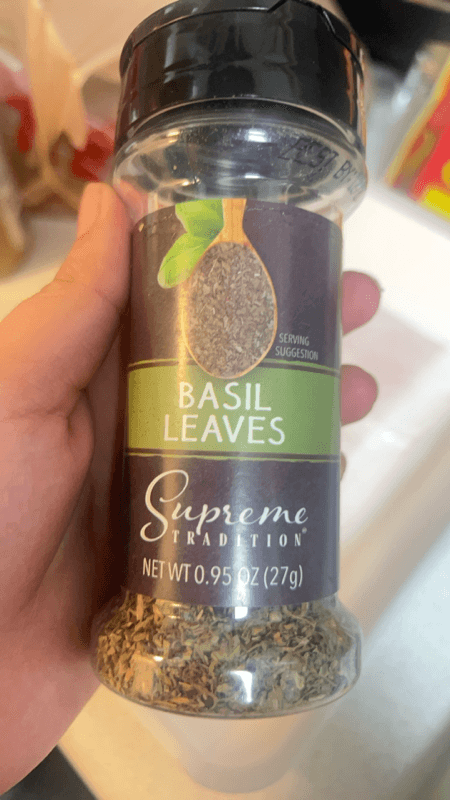 SERVING
SUGGESTION
BASIL
LEAVES
Supreme
TRADITION®
NET WT 0.95 OZ (27g)